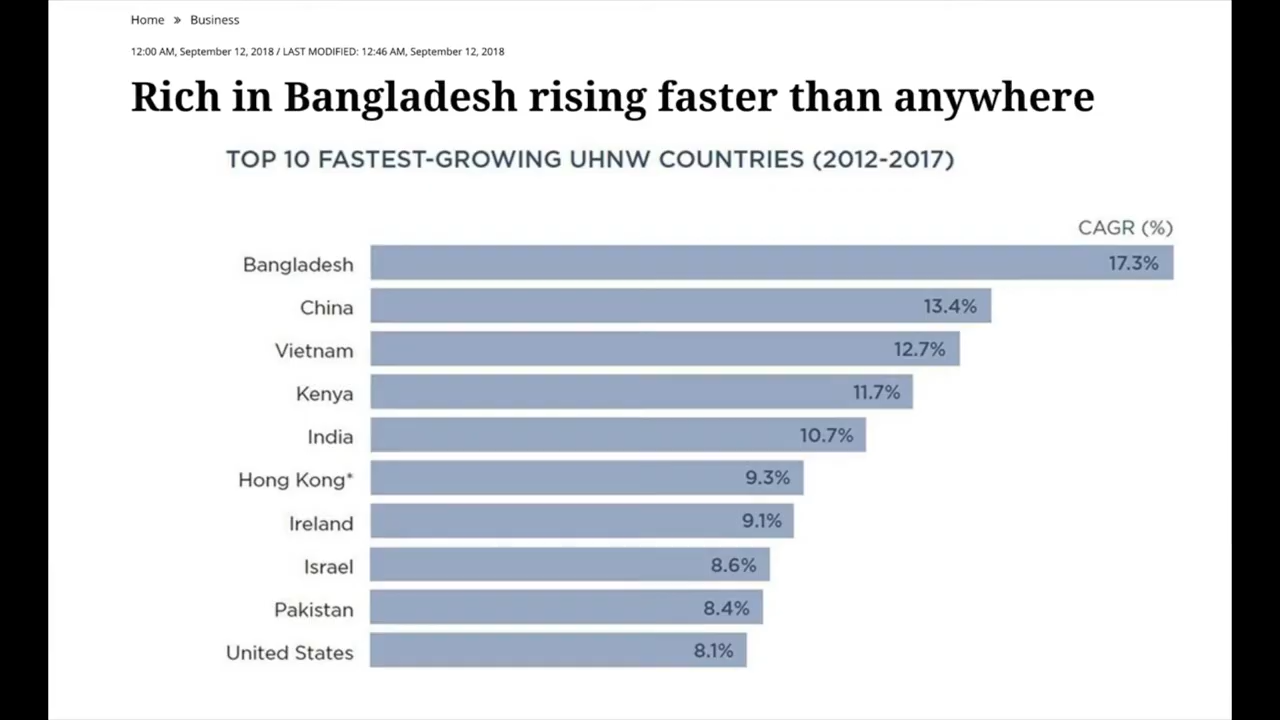 Home » Business
12:00 AM, September 12, 2018 / LAST MODIFIED: 12:46 AM, September 12, 2018
Rich in Bangladesh rising faster than anywhere
TOP 10 FASTEST-GROWING UHNW COUNTRIES (2012-2017)
CAGR (%)
Bangladesh 17.3%
China 13.4%
Vietnam 12.7%
Kenya 11.7%
India 10.7%
Hong Kong* 9.3%
Ireland 9.1%
Israel 8.6%
Pakistan 8.4%
United States 8.1%